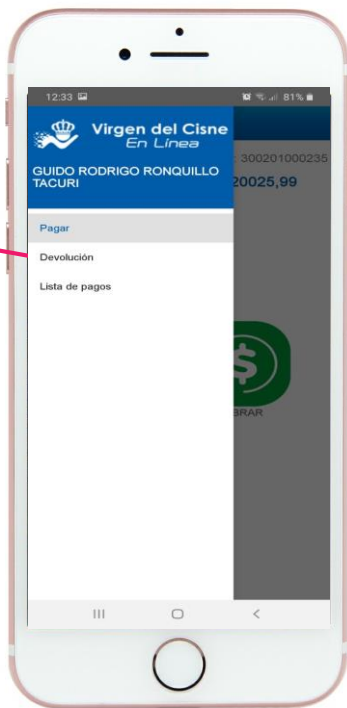 12:33 81%
Virgen del Cisne
En Línea
GUIDO RODRIGO RONQUILLO
TACURI
300201000235
20025,99
Pagar
Devolución
Lista de pagos
BRAR